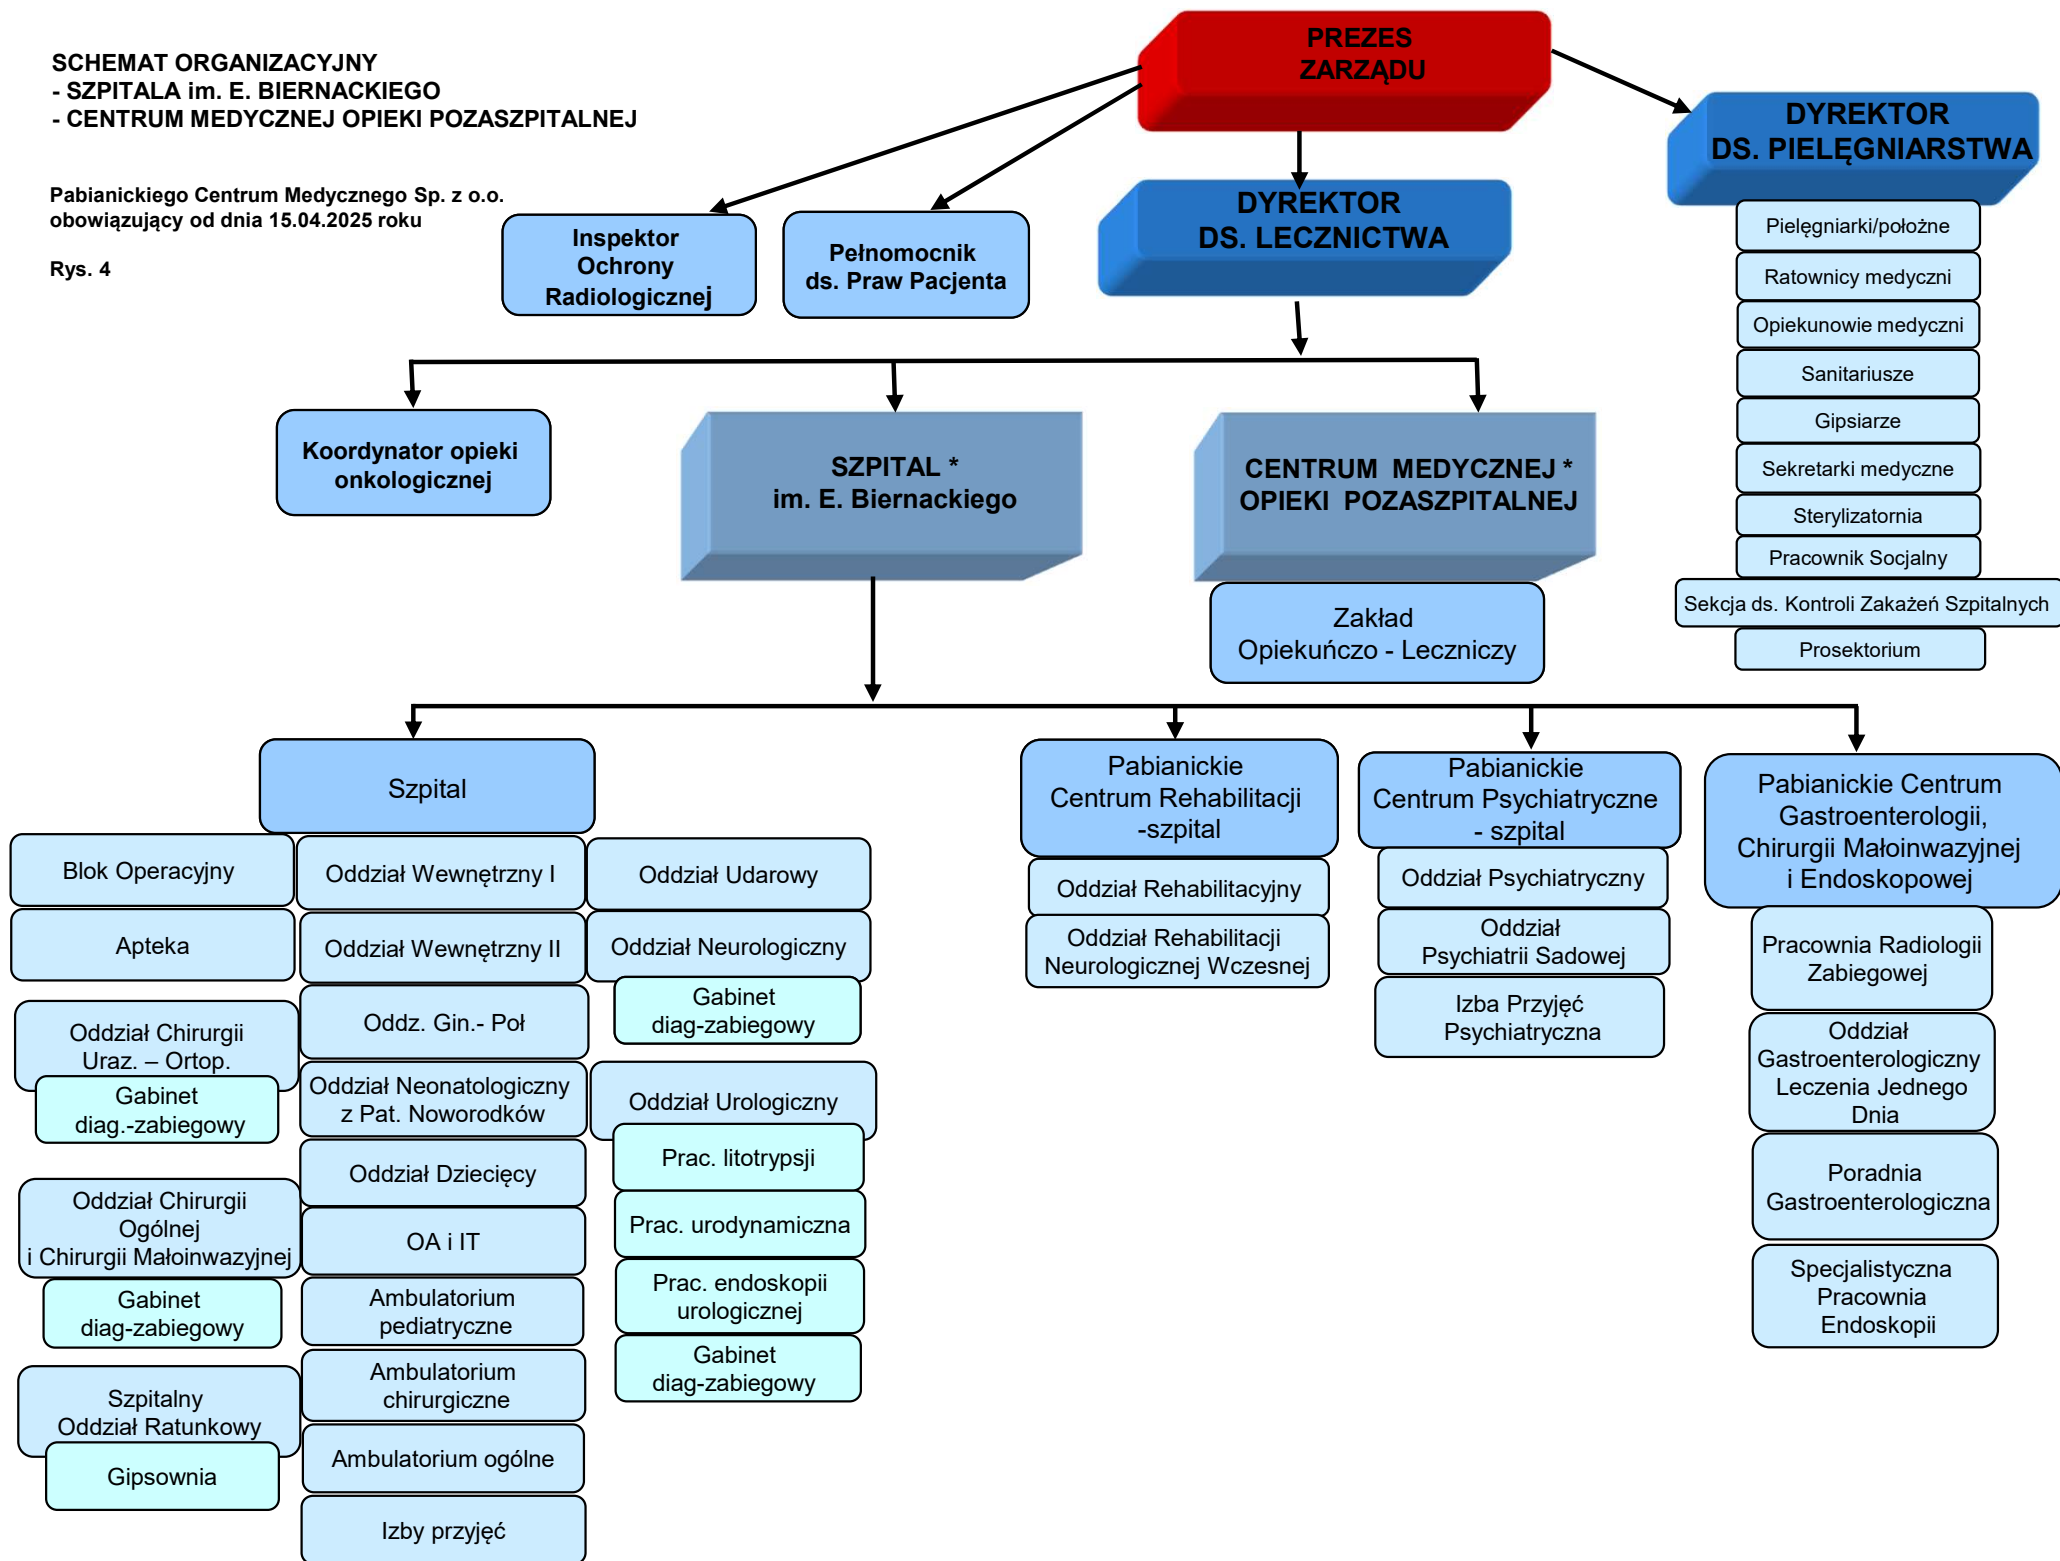 SCHEMAT ORGANIZACYJNY
- SZPITALA im. E. BIERNACKIEGO
- CENTRUM MEDYCZNEJ OPIEKI POZASZPITALNEJ
Pabianickiego Centrum Medycznego Sp. z o.o.
obowiązujący od dnia 15.04.2025 roku
Rys. 4
PREZES
ZARZĄDU
DYREKTOR
DS. PIELĘGNIARSTWA
DYREKTOR
DS. LECZNICTWA
Inspektor
Ochrony
Radiologicznej
Pełnomocnik
ds. Praw Pacjenta
Pielęgniarki/położne
Ratownicy medyczni
Opiekunowie medyczni
Sanitariusze
Gipsiarze
Sekretarki medyczne
Sterylizatornia
Pracownik Socjalny
Sekcja ds. Kontroli Zakażeń Szpitalnych
Prosektorium
Koordynator opieki
onkologicznej
SZPITAL *
im. E. Biernackiego
CENTRUM MEDYCZNEJ *
OPIEKI POZASZPITALNEJ
Zakład
Opiekuńczo - Leczniczy
Szpital
Blok Operacyjny
Apteka
Oddział Chirurgii
Uraz. – Ortop.
Gabinet
diag.-zabiegowy
Oddział Chirurgii
Ogólnej
i Chirurgii Małoinwazyjnej
Gabinet
diag-zabiegowy
Szpitalny
Oddział Ratunkowy
Gipsownia
Oddział Wewnętrzny I
Oddział Wewnętrzny II
Oddz. Gin.- Poł
Oddział Neonatologiczny
z Pat. Noworodków
Oddział Dziecięcy
OA i IT
Ambulatorium
pediatryczne
Ambulatorium
chirurgiczne
Ambulatorium ogólne
Izby przyjęć
Oddział Udarowy
Oddział Neurologiczny
Gabinet
diag-zabiegowy
Oddział Urologiczny
Prac. litotrypsji
Prac. urodynamiczna
Prac. endoskopii
urologicznej
Gabinet
diag-zabiegowy
Pabianickie
Centrum Rehabilitacji
-szpital
Oddział Rehabilitacyjny
Oddział Rehabilitacji
Neurologicznej Wczesnej
Pabianickie
Centrum Psychiatryczne
- szpital
Oddział Psychiatryczny
Oddział
Psychiatrii Sadowej
Izba Przyjęć
Psychiatryczna
Pabianickie Centrum
Gastroenterologii,
Chirurgii Małoinwazyjnej
i Endoskopowej
Pracownia Radiologii
Zabiegowej
Oddział
Gastroenterologiczny
Leczenia Jednego
Dnia
Poradnia
Gastroenterologiczna
Specjalistyczna
Pracownia
Endoskopii